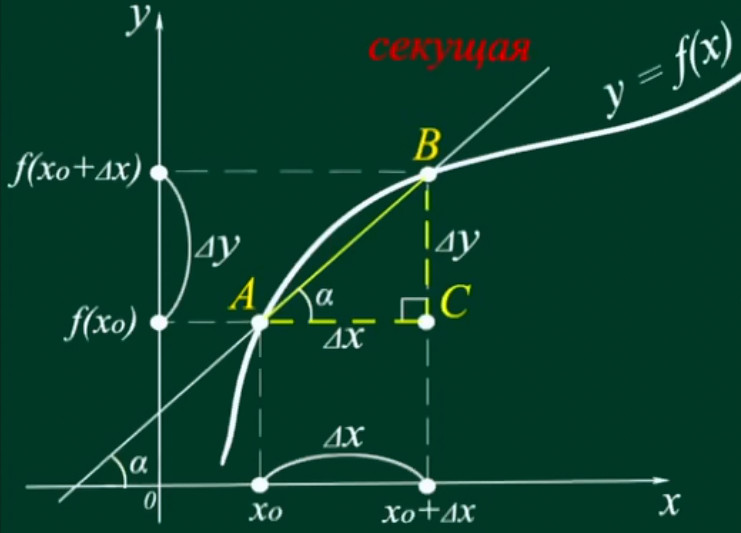 y
секущая
y = f(x)
B
f(x₀+Δx)
Δy
Δy
A
α
C
f(x₀)
Δx
Δx
α
0
x₀
x₀+Δx
x